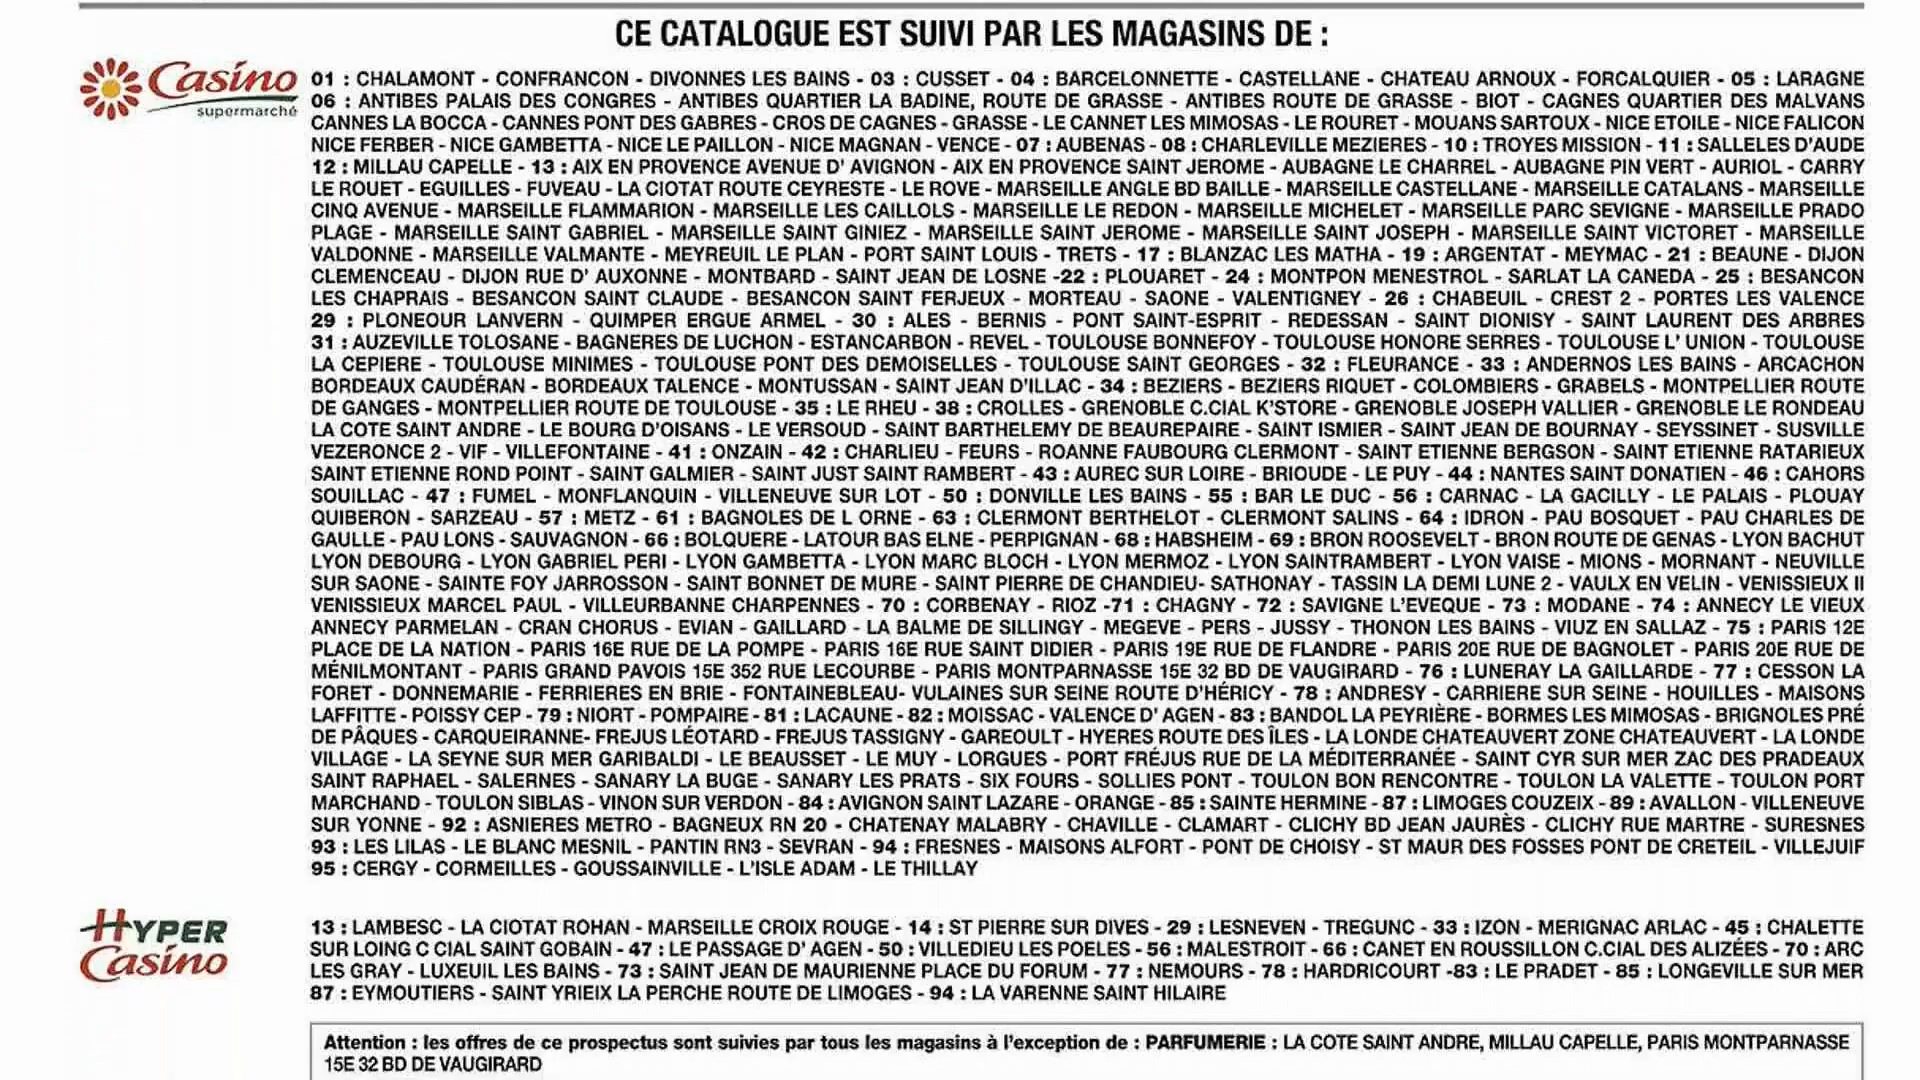 CE CATALOGUE EST SUIVI PAR LES MAGASINS DE :
Casino
supermarché
01 : CHALAMONT - CONFRANCON - DIVONNES LES BAINS - 03 : CUSSET - 04 : BARCELONNETTE - CASTELLANE - CHATEAU ARNOUX - FORCALQUIER - 05 : LARAGNE
06 : ANTIBES PALAIS DES CONGRES - ANTIBES QUARTIER LA BADINE, ROUTE DE GRASSE - ANTIBES ROUTE DE GRASSE - BIOT - CAGNES QUARTIER DES MALVANS
CANNES LA BOCCA - CANNES PONT DES GABRES - CROS DE CAGNES - GRASSE - LE CANNET LES MIMOSAS - LE ROURET - MOUANS SARTOUX - NICE ETOILE - NICE FALICON
NICE FERBER - NICE GAMBETTA - NICE LE PAILLON - NICE MAGNAN - VENCE - 07 : AUBENAS - 08 : CHARLEVILLE MEZIERES - 10 : TROYES MISSION - 11 : SALLELES D'AUDE
12 : MILLAU CAPELLE - 13 : AIX EN PROVENCE AVENUE D' AVIGNON - AIX EN PROVENCE SAINT JEROME - AUBAGNE LE CHARREL - AUBAGNE PIN VERT - AURIOL - CARRY
LE ROUET - EGUILLES - FUVEAU - LA CIOTAT ROUTE CEYRESTE - LE ROVE - MARSEILLE ANGLE BD BAILLE - MARSEILLE CASTELLANE - MARSEILLE CATALANS - MARSEILLE
CINQ AVENUE - MARSEILLE FLAMMARION - MARSEILLE LES CAILLOLS - MARSEILLE LE REDON - MARSEILLE MICHELET - MARSEILLE PARC SEVIGNE - MARSEILLE PRADO
PLAGE - MARSEILLE SAINT GABRIEL - MARSEILLE SAINT GINIEZ - MARSEILLE SAINT JEROME - MARSEILLE SAINT JOSEPH - MARSEILLE SAINT VICTORET - MARSEILLE
VALDONNE - MARSEILLE VALMANTE - MEYREUIL LE PLAN - PORT SAINT LOUIS - TRETS - 17 : BLANZAC LES MATHA - 19 : ARGENTAT - MEYMAC - 21 : BEAUNE - DIJON
CLEMENCEAU - DIJON RUE D' AUXONNE - MONTBARD - SAINT JEAN DE LOSNE -22 : PLOUARET - 24 : MONTPON MENESTROL - SARLAT LA CANEDA - 25 : BESANCON
LES CHAPRAIS - BESANCON SAINT CLAUDE - BESANCON SAINT FERJEUX - MORTEAU - SAONE - VALENTIGNEY - 26 : CHABEUIL - CREST 2 - PORTES LES VALENCE
29 : PLONEOUR LANVERN - QUIMPER ERGUE ARMEL - 30 : ALES - BERNIS - PONT SAINT-ESPRIT - REDESSAN - SAINT DIONISY - SAINT LAURENT DES ARBRES
31 : AUZEVILLE TOLOSANE - BAGNERES DE LUCHON - ESTANCARBON - REVEL - TOULOUSE BONNEFOY - TOULOUSE HONORE SERRES - TOULOUSE L' UNION - TOULOUSE
LA CEPIERE - TOULOUSE MINIMES - TOULOUSE PONT DES DEMOISELLES - TOULOUSE SAINT GEORGES - 32 : FLEURANCE - 33 : ANDERNOS LES BAINS - ARCACHON
BORDEAUX CAUDÉRAN - BORDEAUX TALENCE - MONTUSSAN - SAINT JEAN D'ILLAC - 34 : BEZIERS - BEZIERS RIQUET - COLOMBIERS - GRABELS - MONTPELLIER ROUTE
DE GANGES - MONTPELLIER ROUTE DE TOULOUSE - 35 : LE RHEU - 38 : CROLLES - GRENOBLE C.CIAL K'STORE - GRENOBLE JOSEPH VALLIER - GRENOBLE LE RONDEAU
LA COTE SAINT ANDRE - LE BOURG D'OISANS - LE VERSOUD - SAINT BARTHELEMY DE BEAUREPAIRE - SAINT ISMIER - SAINT JEAN DE BOURNAY - SEYSSINET - SUSVILLE
VEZERONCE 2 - VIF - VILLEFONTAINE - 41 : ONZAIN - 42 : CHARLIEU - FEURS - ROANNE FAUBOURG CLERMONT - SAINT ETIENNE BERGSON - SAINT ETIENNE RATARIEUX
SAINT ETIENNE ROND POINT - SAINT GALMIER - SAINT JUST SAINT RAMBERT - 43 : AUREC SUR LOIRE - BRIOUDE - LE PUY - 44 : NANTES SAINT DONATIEN - 46 : CAHORS
SOUILLAC - 47 : FUMEL - MONFLANQUIN - VILLENEUVE SUR LOT - 50 : DONVILLE LES BAINS - 55 : BAR LE DUC - 56 : CARNAC - LA GACILLY - LE PALAIS - PLOUAY
QUIBERON - SARZEAU - 57 : METZ - 61 : BAGNOLES DE L ORNE - 63 : CLERMONT BERTHELOT - CLERMONT SALINS - 64 : IDRON - PAU BOSQUET - PAU CHARLES DE
GAULLE - PAU LONS - SAUVAGNON - 66 : BOLQUERE - LATOUR BAS ELNE - PERPIGNAN - 68 : HABSHEIM - 69 : BRON ROOSEVELT - BRON ROUTE DE GENAS - LYON BACHUT
LYON DEBOURG - LYON GABRIEL PERI - LYON GAMBETTA - LYON MARC BLOCH - LYON MERMOZ - LYON SAINTRAMBERT - LYON VAISE - MIONS - MORNANT - NEUVILLE
SUR SAONE - SAINTE FOY JARROSSON - SAINT BONNET DE MURE - SAINT PIERRE DE CHANDIEU- SATHONAY - TASSIN LA DEMI LUNE 2 - VAULX EN VELIN - VENISSIEUX II
VENISSIEUX MARCEL PAUL - VILLEURBANNE CHARPENNES - 70 : CORBENAY - RIOZ -71 : CHAGNY - 72 : SAVIGNE L'EVEQUE - 73 : MODANE - 74 : ANNECY LE VIEUX
ANNECY PARMELAN - CRAN CHORUS - EVIAN - GAILLARD - LA BALME DE SILLINGY - MEGEVE - PERS - JUSSY - THONON LES BAINS - VIUZ EN SALLAZ - 75 : PARIS 12E
PLACE DE LA NATION - PARIS 16E RUE DE LA POMPE - PARIS 16E RUE SAINT DIDIER - PARIS 19E RUE DE FLANDRE - PARIS 20E RUE DE BAGNOLET - PARIS 20E RUE DE
MÉNILMONTANT - PARIS GRAND PAVOIS 15E 352 RUE LECOURBE - PARIS MONTPARNASSE 15E 32 BD DE VAUGIRARD - 76 : LUNERAY LA GAILLARDE - 77 : CESSON LA
FORET - DONNEMARIE - FERRIERES EN BRIE - FONTAINEBLEAU- VULAINES SUR SEINE ROUTE D'HÉRICY - 78 : ANDRESY - CARRIERE SUR SEINE - HOUILLES - MAISONS
LAFFITTE - POISSY CEP - 79 : NIORT - POMPAIRE - 81 : LACAUNE - 82 : MOISSAC - VALENCE D' AGEN - 83 : BANDOL LA PEYRIÈRE - BORMES LES MIMOSAS - BRIGNOLES PRÉ
DE PÂQUES - CARQUEIRANNE- FREJUS LÉOTARD - FREJUS TASSIGNY - GAREOULT - HYERES ROUTE DES ÎLES - LA LONDE CHATEAUVERT ZONE CHATEAUVERT - LA LONDE
VILLAGE - LA SEYNE SUR MER GARIBALDI - LE BEAUSSET - LE MUY - LORGUES - PORT FRÉJUS RUE DE LA MÉDITERRANÉE - SAINT CYR SUR MER ZAC DES PRADEAUX
SAINT RAPHAEL - SALERNES - SANARY LA BUGE - SANARY LES PRATS - SIX FOURS - SOLLIES PONT - TOULON BON RENCONTRE - TOULON LA VALETTE - TOULON PORT
MARCHAND - TOULON SIBLAS - VINON SUR VERDON - 84 : AVIGNON SAINT LAZARE - ORANGE - 85 : SAINTE HERMINE - 87 : LIMOGES COUZEIX - 89 : AVALLON - VILLENEUVE
SUR YONNE - 92 : ASNIERES METRO - BAGNEUX RN 20 - CHATENAY MALABRY - CHAVILLE - CLAMART - CLICHY BD JEAN JAURÈS - CLICHY RUE MARTRE - SURESNES
93 : LES LILAS - LE BLANC MESNIL - PANTIN RN3 - SEVRAN - 94 : FRESNES - MAISONS ALFORT - PONT DE CHOISY - ST MAUR DES FOSSES PONT DE CRETEIL - VILLEJUIF
95 : CERGY - CORMEILLES - GOUSSAINVILLE - L'ISLE ADAM - LE THILLAY
HYPER
Casino
13 : LAMBESC - LA CIOTAT ROHAN - MARSEILLE CROIX ROUGE - 14 : ST PIERRE SUR DIVES - 29 : LESNEVEN - TREGUNC - 33 : IZON - MERIGNAC ARLAC - 45 : CHALETTE
SUR LOING C CIAL SAINT GOBAIN - 47 : LE PASSAGE D' AGEN - 50 : VILLEDIEU LES POELES - 56 : MALESTROIT - 66 : CANET EN ROUSSILLON C.CIAL DES ALIZÉES - 70 : ARC
LES GRAY - LUXEUIL LES BAINS - 73 : SAINT JEAN DE MAURIENNE PLACE DU FORUM - 77 : NEMOURS - 78 : HARDRICOURT -83 : LE PRADET - 85 : LONGEVILLE SUR MER
87 : EYMOUTIERS - SAINT YRIEIX LA PERCHE ROUTE DE LIMOGES - 94 : LA VARENNE SAINT HILAIRE
Attention : les offres de ce prospectus sont suivies par tous les magasins à l'exception de : PARFUMERIE : LA COTE SAINT ANDRE, MILLAU CAPELLE, PARIS MONTPARNASSE
15E 32 BD DE VAUGIRARD